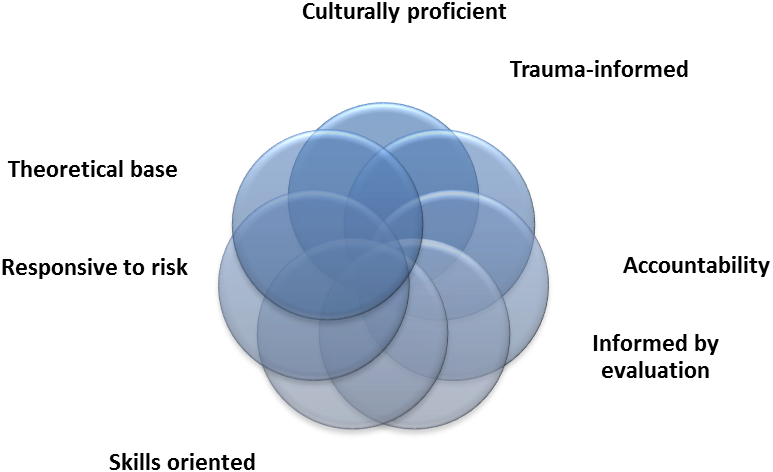 Culturally proficient
Trauma-informed
Theoretical base
Responsive to risk
Accountability
Informed by
evaluation
Skills oriented